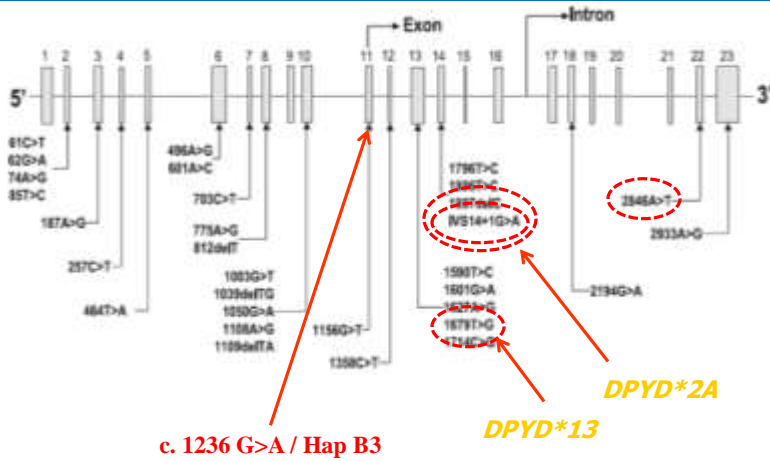 Exon
Intron
1 2 3 4 5 6 7 8 9 10 11 12 13 14 15 16 17 18 19 20 21 22 23
5'
3'
61C>T
62G>A
74A>G
85T>C
187A>G
257C>T
464T>A
496A>G
601A>C
703C>T
775A>G
812delT
1003G>T
1039delTG
1050G>A
1108A>G
1109delTA
1156G>T
1358C>T
1796T>C
IVS14+1G>A
1590T>C
1601G>A
1627A>G
1679T>G
1714C>G
2194G>A
2846A>T
2933A>G
DPYD*2A
DPYD*13
c. 1236 G>A / Hap B3